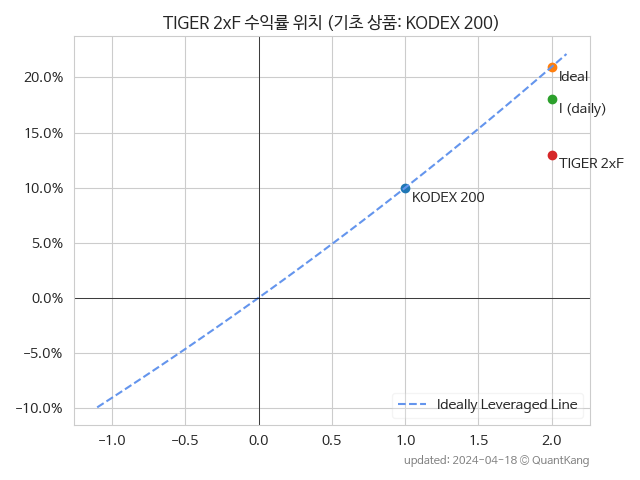 TIGER 2xF 수익률 위치 (기초 상품: KODEX 200)
20.0%
15.0%
10.0%
5.0%
0.0%
−5.0%
−10.0%
Ideal
I (daily)
TIGER 2xF
KODEX 200
Ideally Leveraged Line
−1.0
−0.5
0.0
0.5
1.0
1.5
2.0
updated: 2024-04-18 © QuantKang